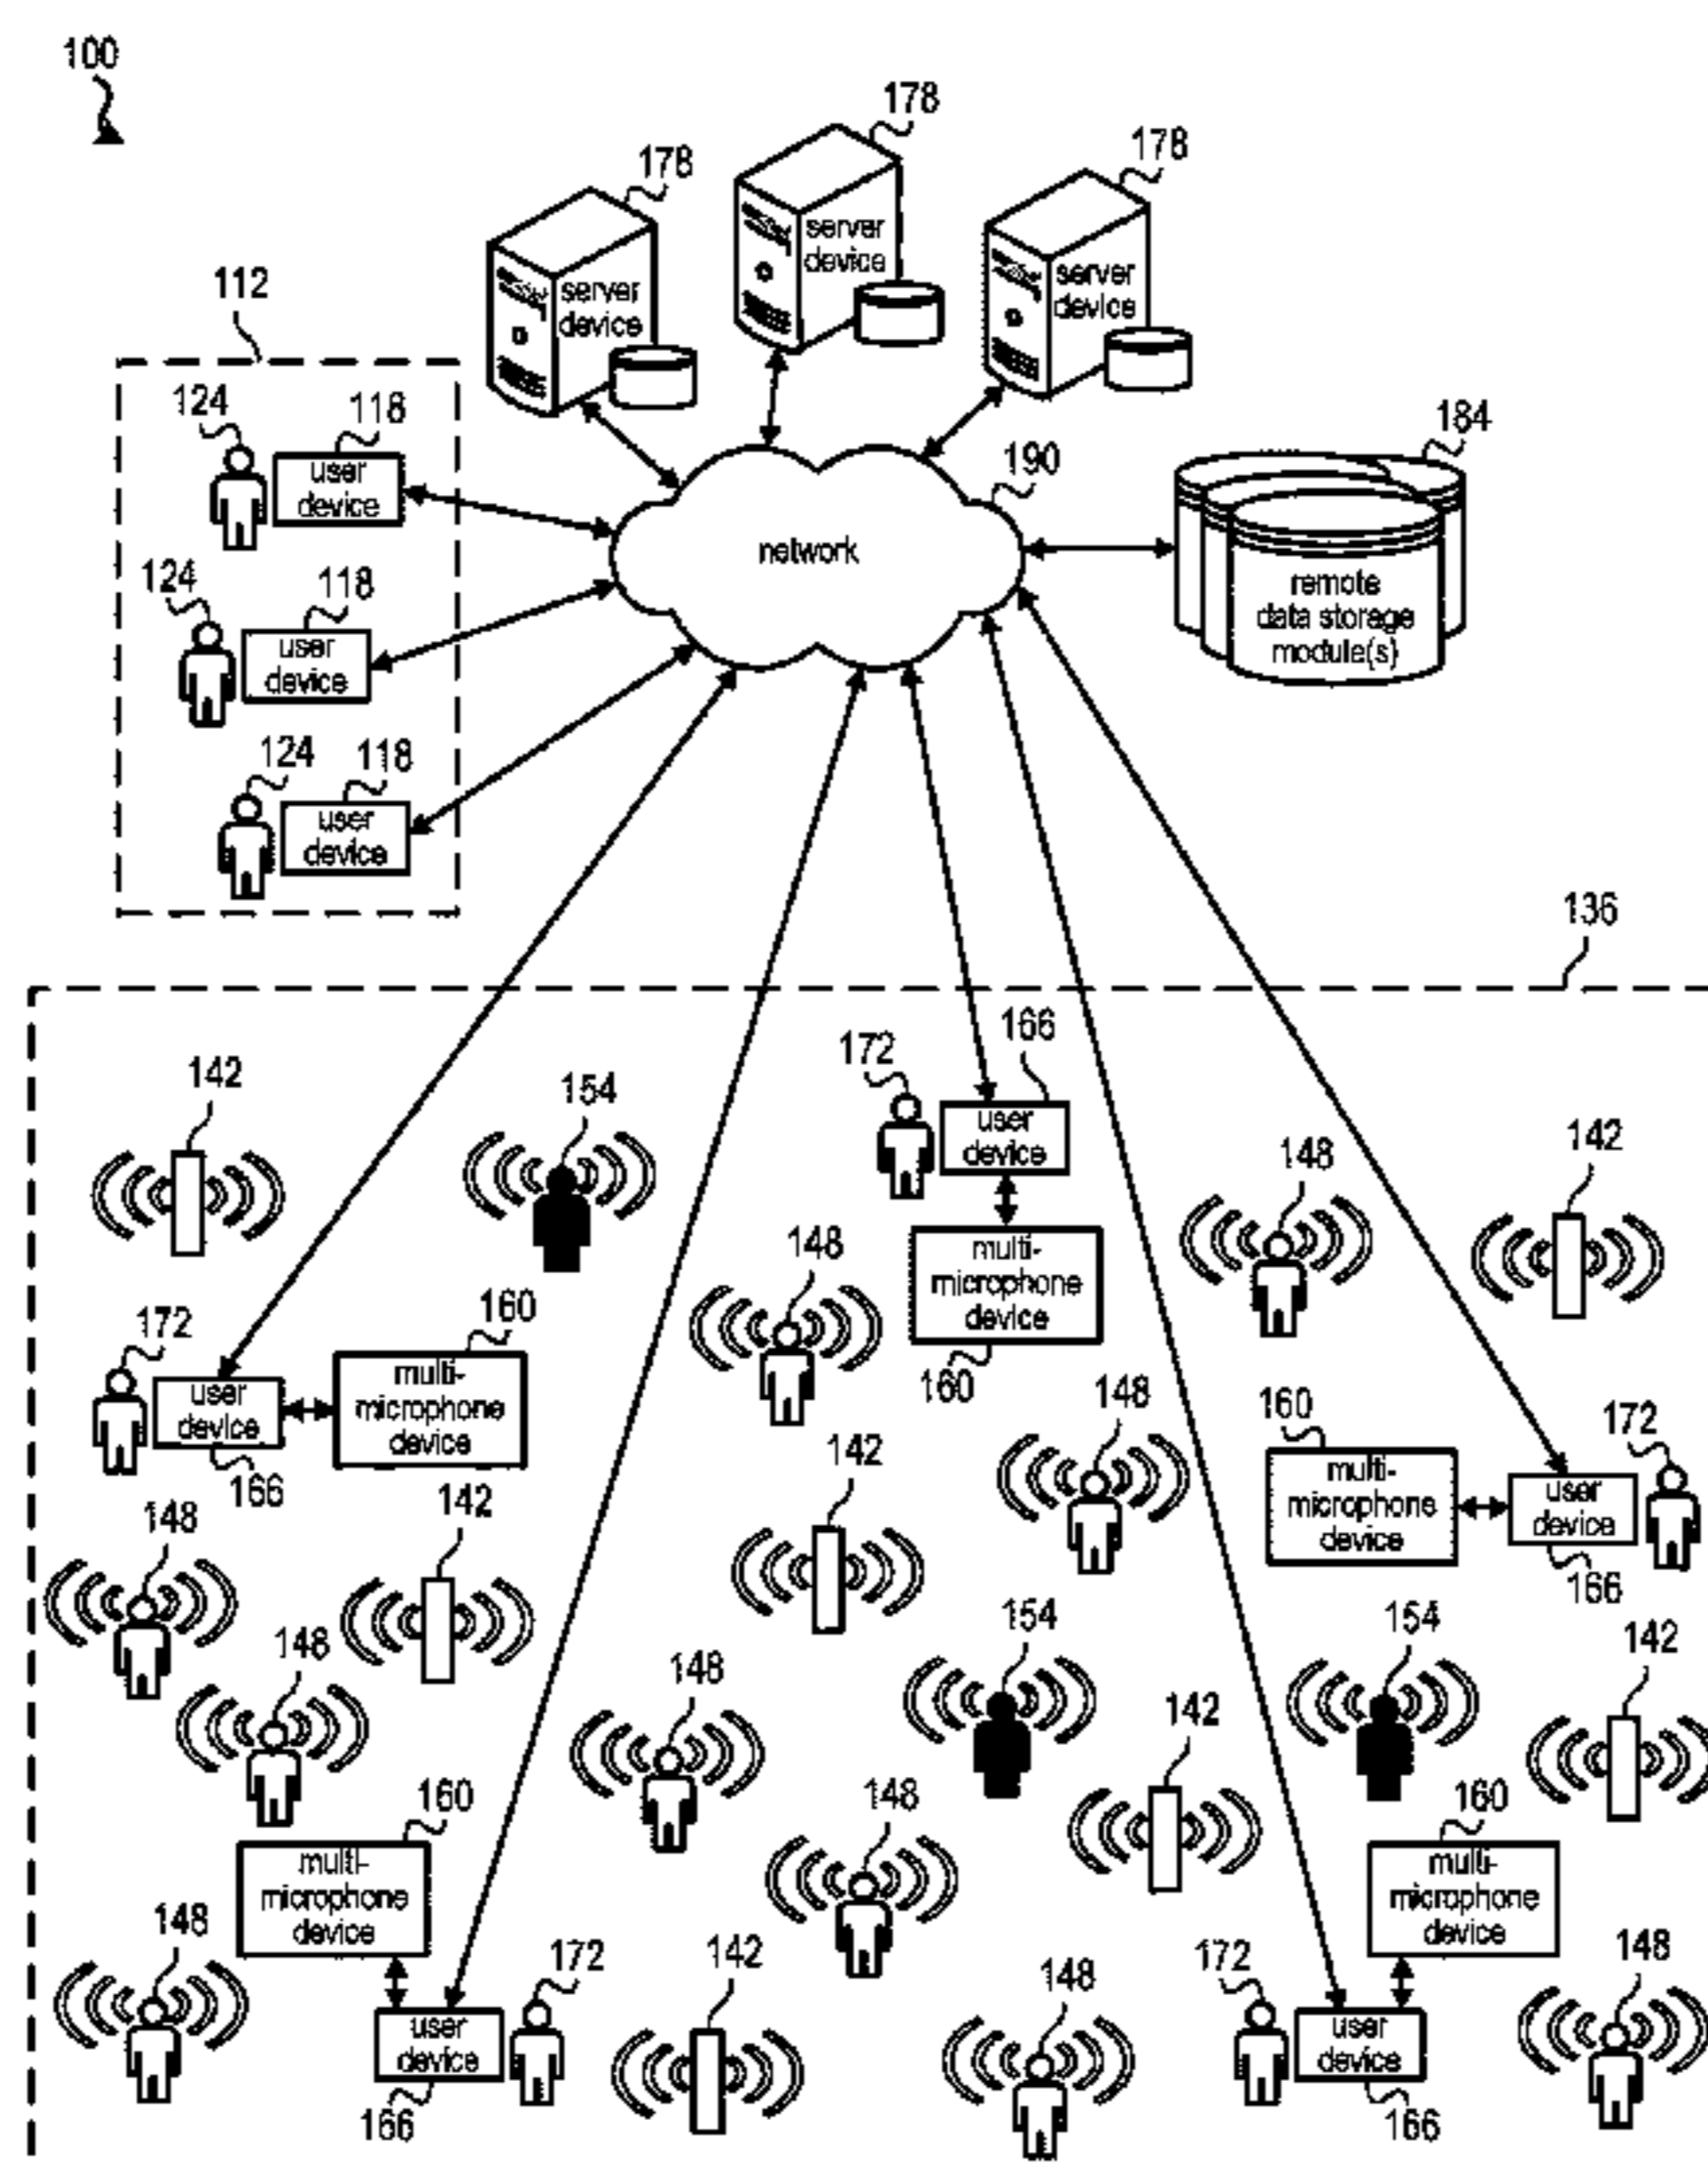 100
178
178
178
server
device
server
device
server
device
112
184
124
118
user
device
190
network
124
118
user
device
remote
data storage
module(s)
124
118
user
device
136
142
154
172
166
user
device
148
142
148
multi-
microphone
device
160
172
160
user
device
multi-
microphone
device
166
148
160
172
multi-
microphone
device
user
device
166
148
142
142
148
148
154
154
142
142
160
multi-
microphone
device
148
160
multi-
microphone
device
148
172
142
148
172
148
user
device
166
user
device
166